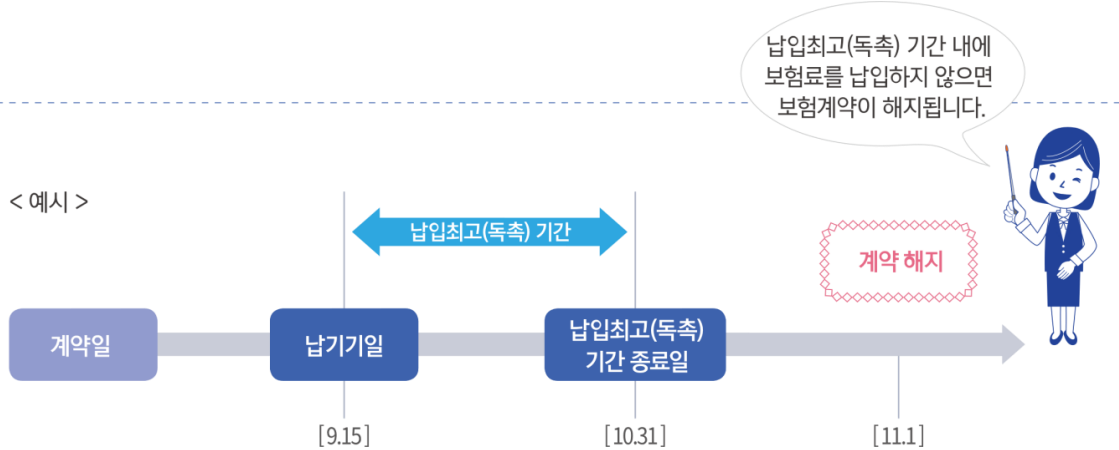 납입최고(독촉) 기간 내에
보험료를 납입하지 않으면
보험계약이 해지됩니다.
< 예시 >
납입최고(독촉) 기간
계약 해지
계약일
납기기일
납입최고(독촉)
기간 종료일
[9.15]
[10.31]
[11.1]